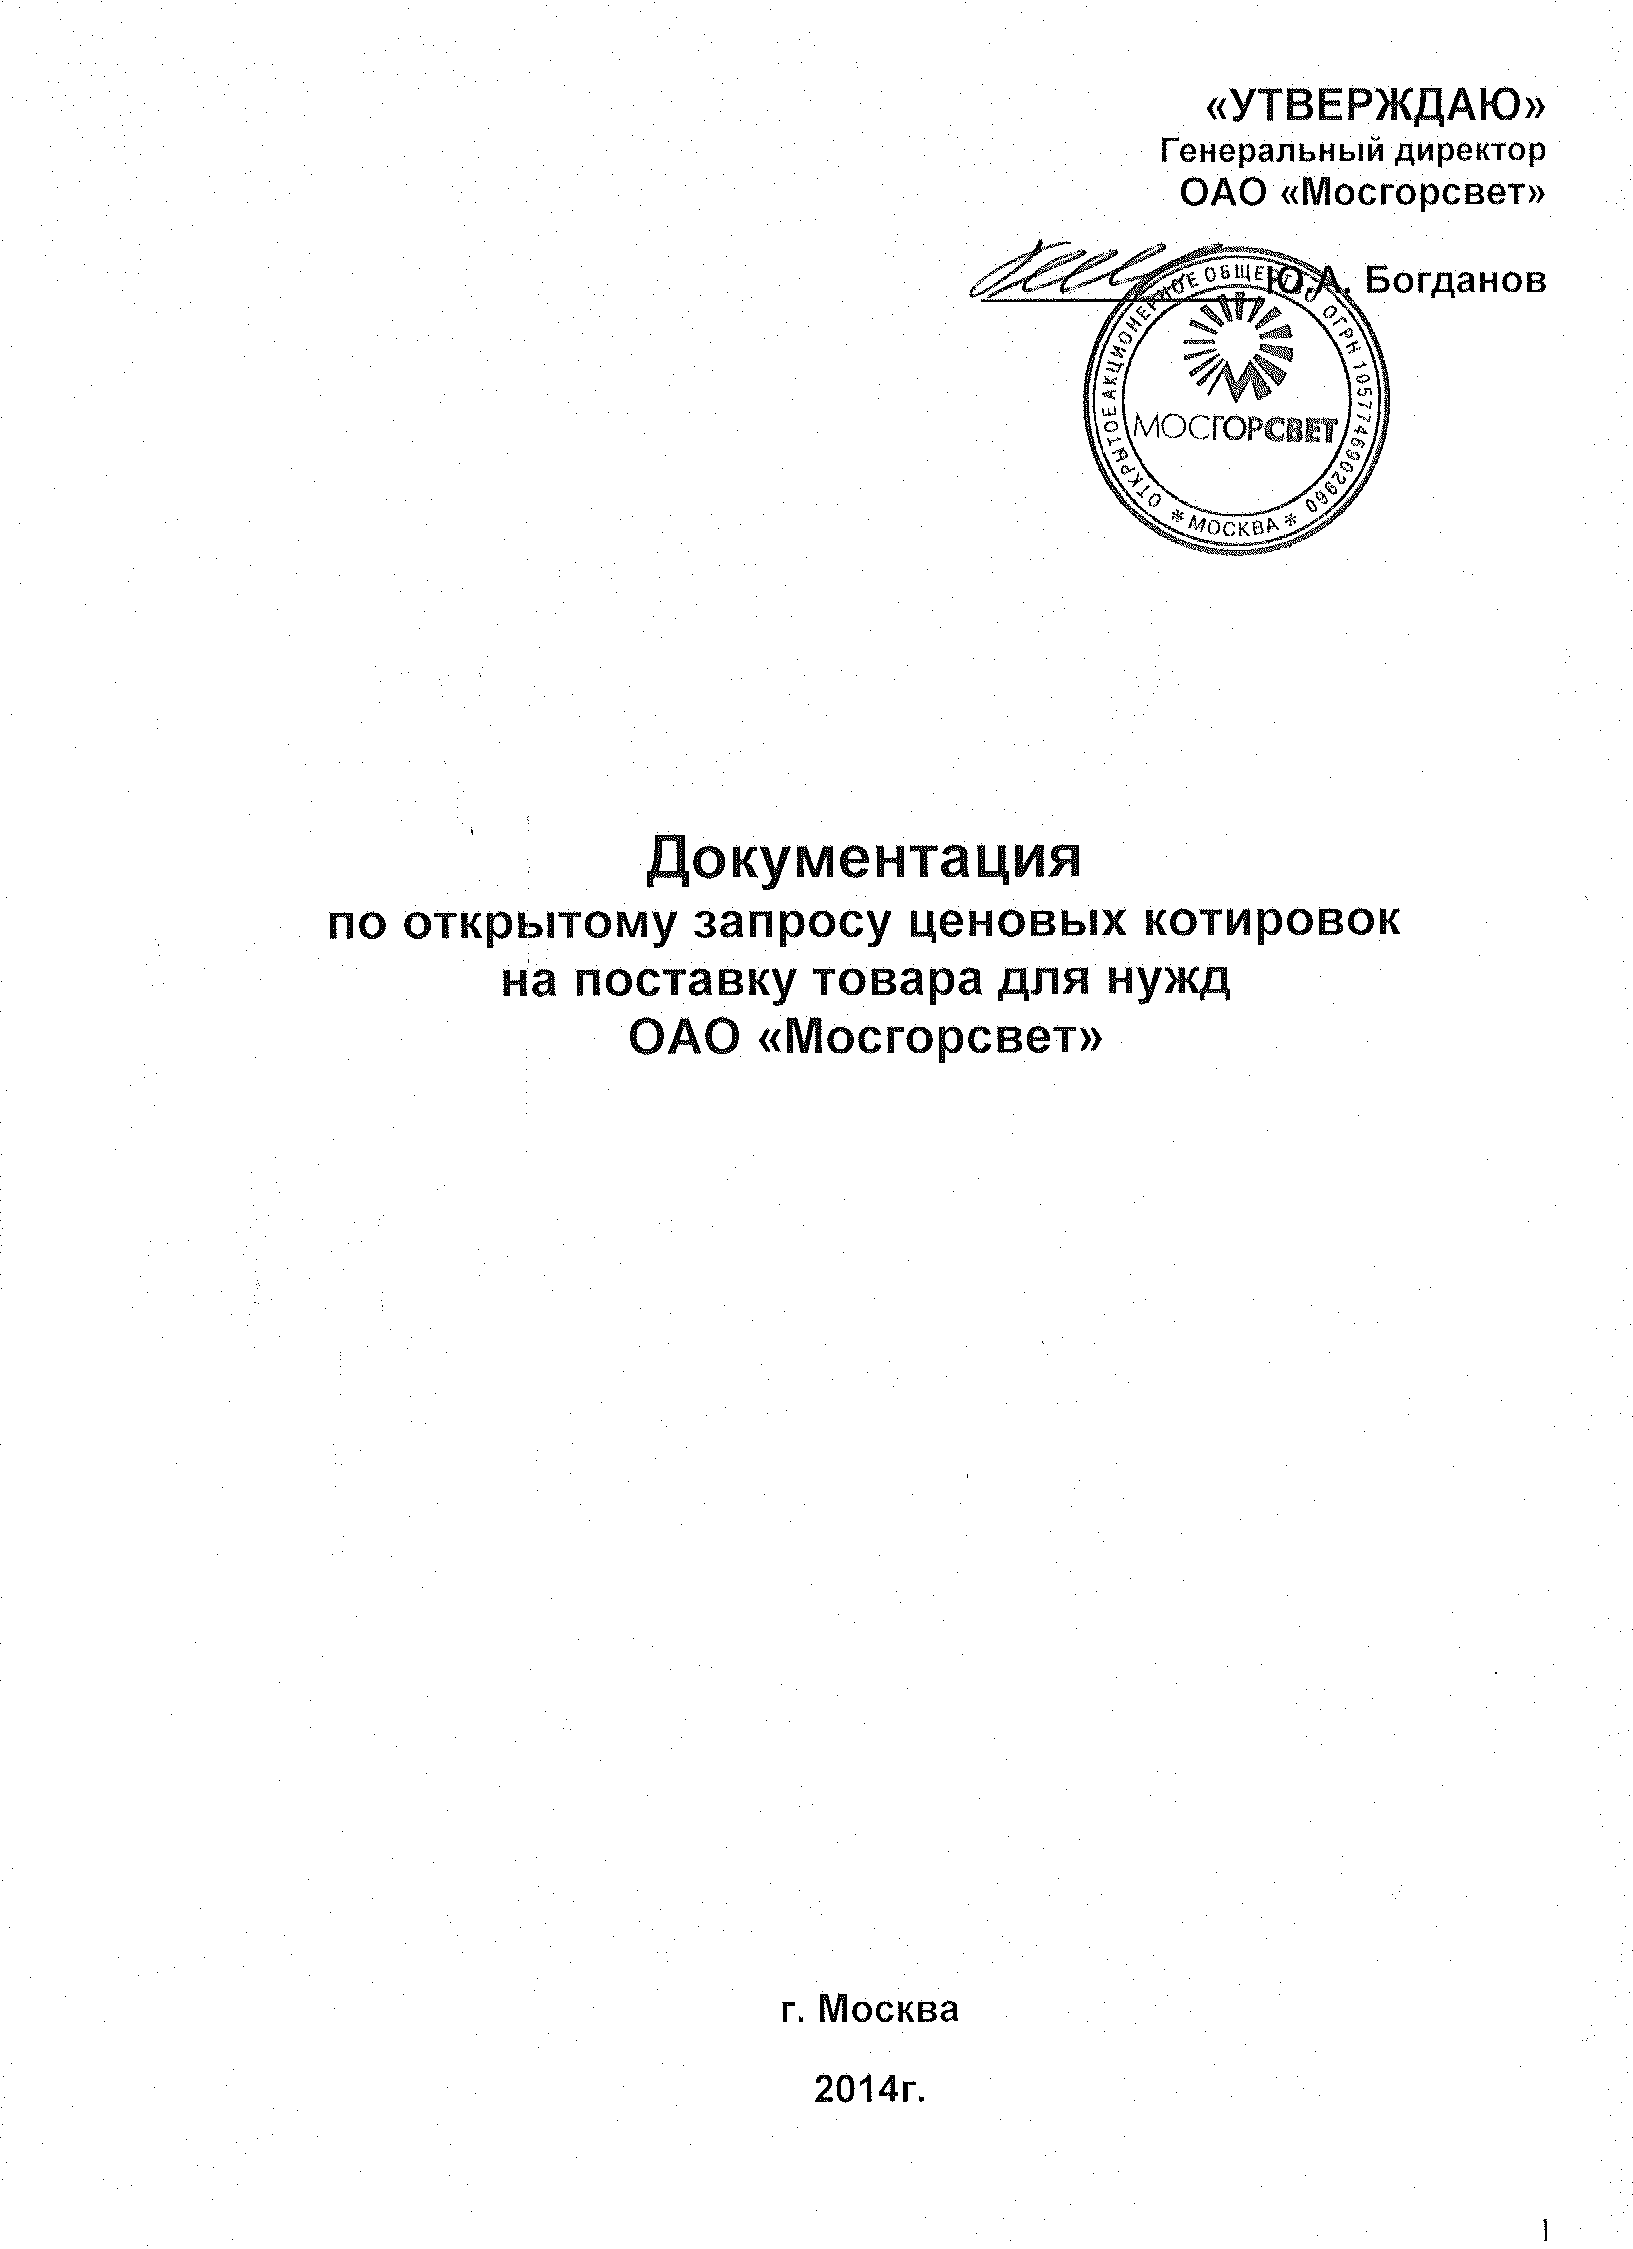 «УТВЕРЖДАЮ»
Генеральный директор
ОАО «Мосгорсвет»
Ю.А. Богданов
ОТКРЫТОЕ АКЦИОНЕРНОЕ ОБЩЕСТВО ОГРН 1057746902960
МОСГОРСВЕТ
* МОСКВА *
Документация
по открытому запросу ценовых котировок
на поставку товара для нужд
ОАО «Мосгорсвет»
г. Москва
2014г.
1